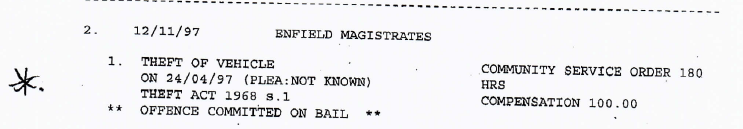 2. 12/11/97 ENFIELD MAGISTRATES
1. THEFT OF VEHICLE COMMUNITY SERVICE ORDER 180
ON 24/04/97 (PLEA:NOT KNOWN) HRS
THEFT ACT 1968 s.1 COMPENSATION 100.00
** OFFENCE COMMITTED ON BAIL **